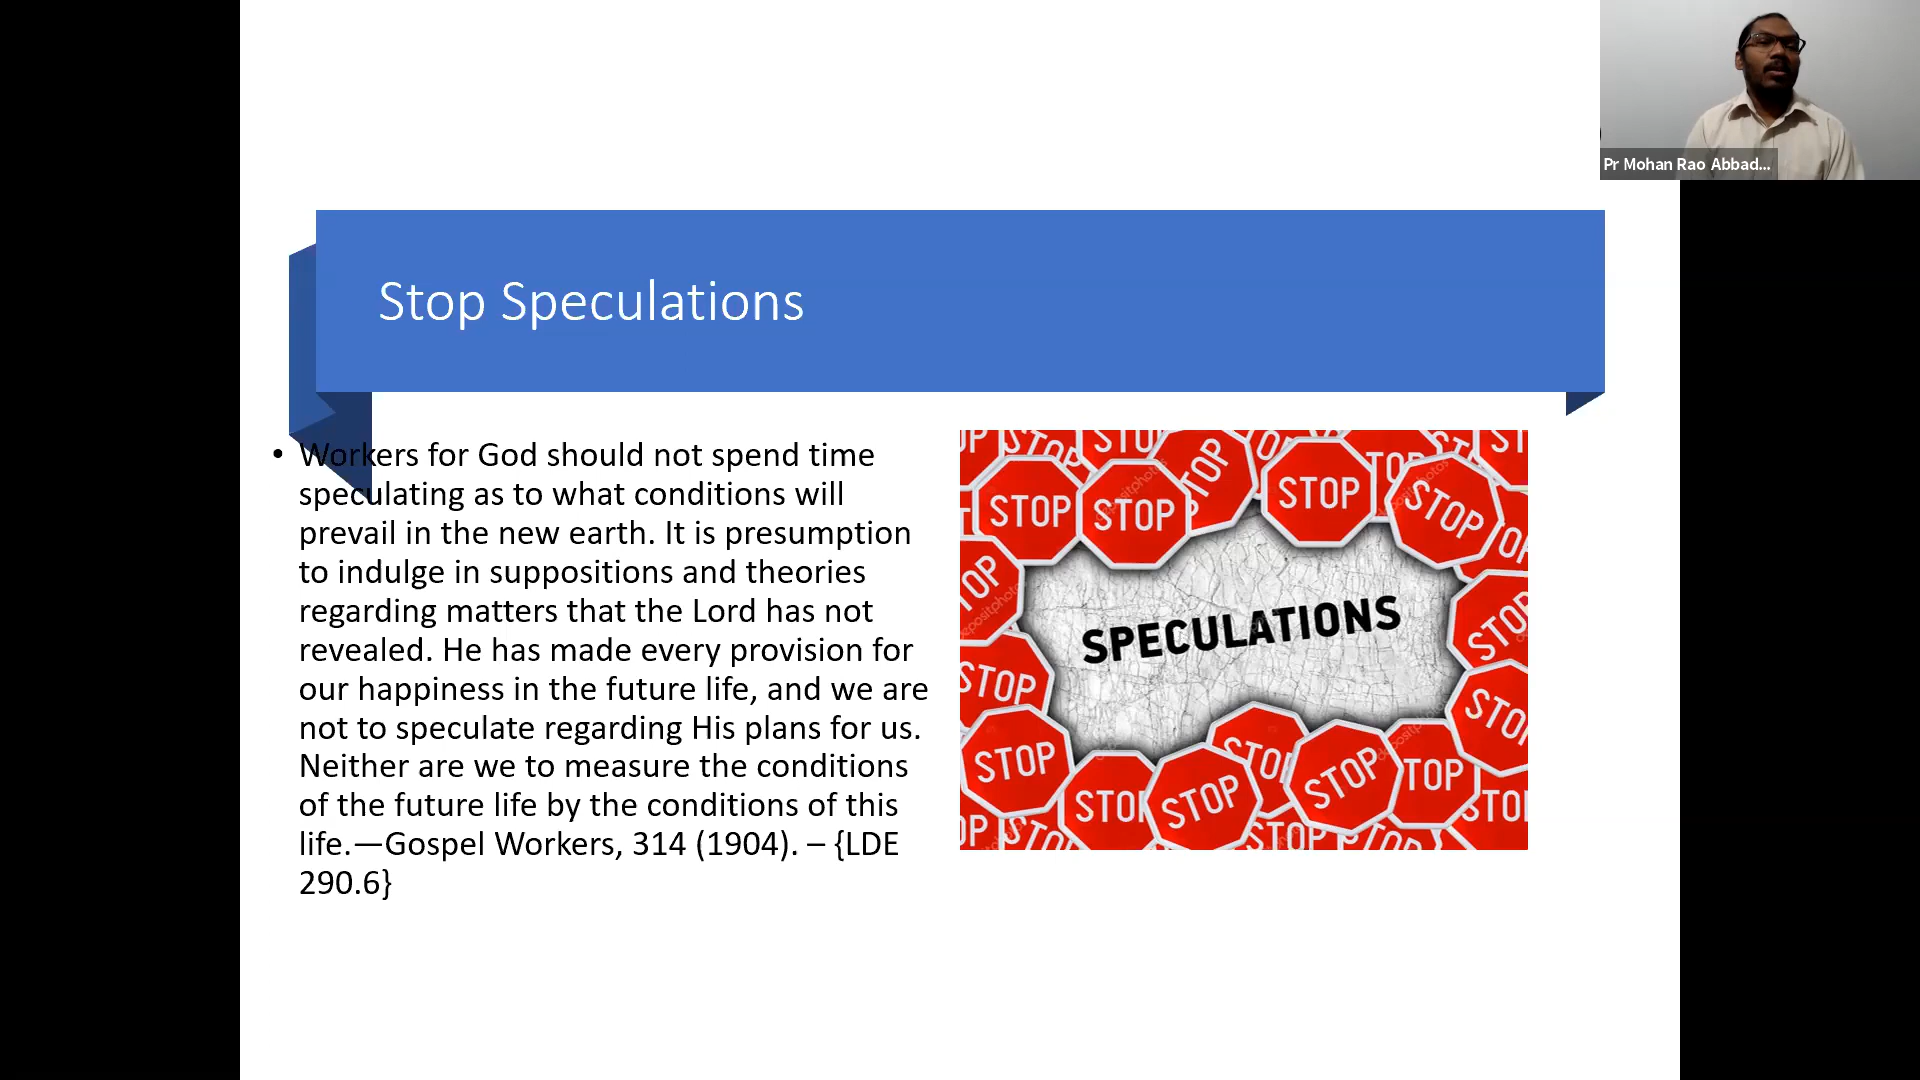 Pr Mohan Rao Abbad...
Stop Speculations
• Workers for God should not spend time
speculating as to what conditions will
prevail in the new earth. It is presumption
to indulge in suppositions and theories
regarding matters that the Lord has not
revealed. He has made every provision for
our happiness in the future life, and we are
not to speculate regarding His plans for us.
Neither are we to measure the conditions
of the future life by the conditions of this
life.—Gospel Workers, 314 (1904). – {LDE
290.6}
STOP STOP STOP STOP STOP
SPECULATIONS
STOP
STOP
STOP STOP STOP